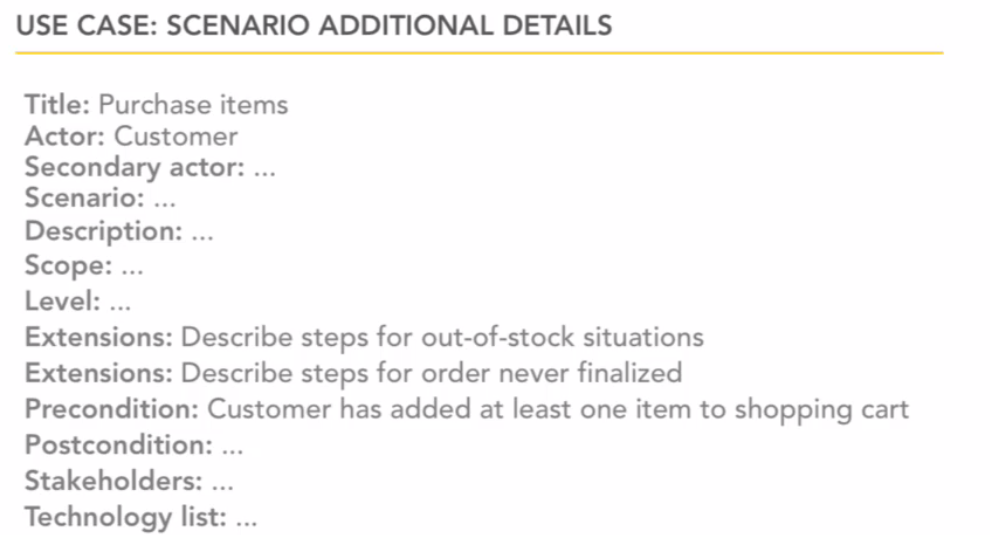 USE CASE: SCENARIO ADDITIONAL DETAILS
Title: Purchase items
Actor: Customer
Secondary actor: ...
Scenario: ...
Description: ...
Scope: ...
Level: ...
Extensions: Describe steps for out-of-stock situations
Extensions: Describe steps for order never finalized
Precondition: Customer has added at least one item to shopping cart
Postcondition: ...
Stakeholders: ...
Technology list: ...